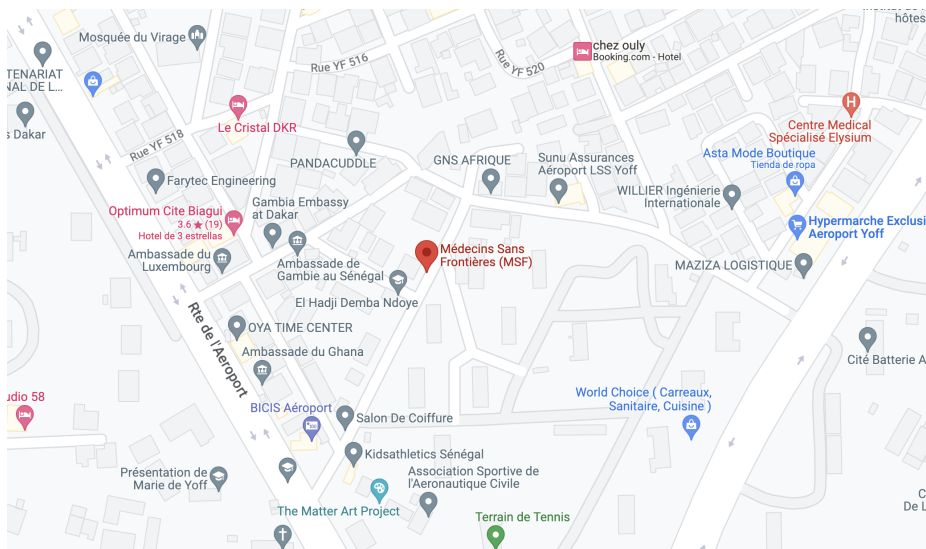 Mosquée du Virage
TENARIAT
NAL DE L...
s Dakar
Rue YF 516
Rue YF 520
chez ouly
Booking.com - Hotel
hôtes
Le Cristal DKR
Rue YF 518
Centre Medical
Spécialisé Elysium
PANDACUDDLE
GNS AFRIQUE
Sunu Assurances
Aéroport LSS Yoff
Asta Mode Boutique
Tienda de ropa
Farytec Engineering
WILLIER Ingénierie
Internationale
Gambia Embassy
at Dakar
Optimum Cite Biagui
3.6 ★ (19)
Hotel de 3 estrellas
Hypermarche Exclusi
Aeroport Yoff
Médecins Sans
Frontières (MSF)
Ambassade du
Luxembourg
Ambassade de
Gambie au Sénégal
MAZIZA LOGISTIQUE
El Hadji Demba Ndoye
Rte de l'Aeroport
OYA TIME CENTER
Ambassade du Ghana
Cité Batterie A
udio 58
World Choice ( Carreaux,
Sanitaire, Cuisine )
BICIS Aéroport
Salon De Coiffure
Kidsathletics Sénégal
Présentation de
Marie de Yoff
Association Sportive de
l'Aeronautique Civile
The Matter Art Project
Terrain de Tennis
C
De L